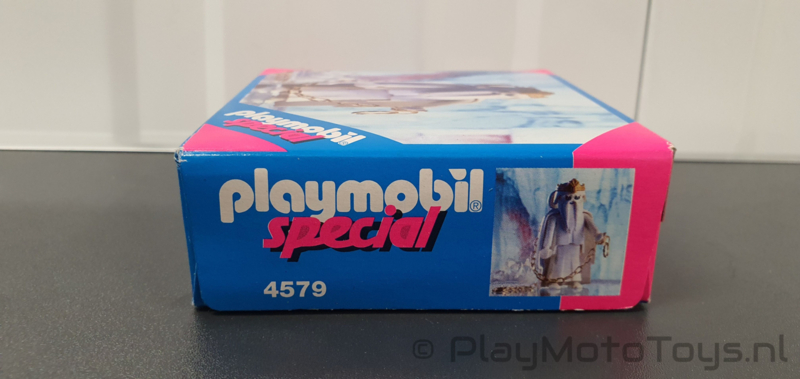 playmobil
special
playmobil®
special
4579
© PlayMotoToys.nl